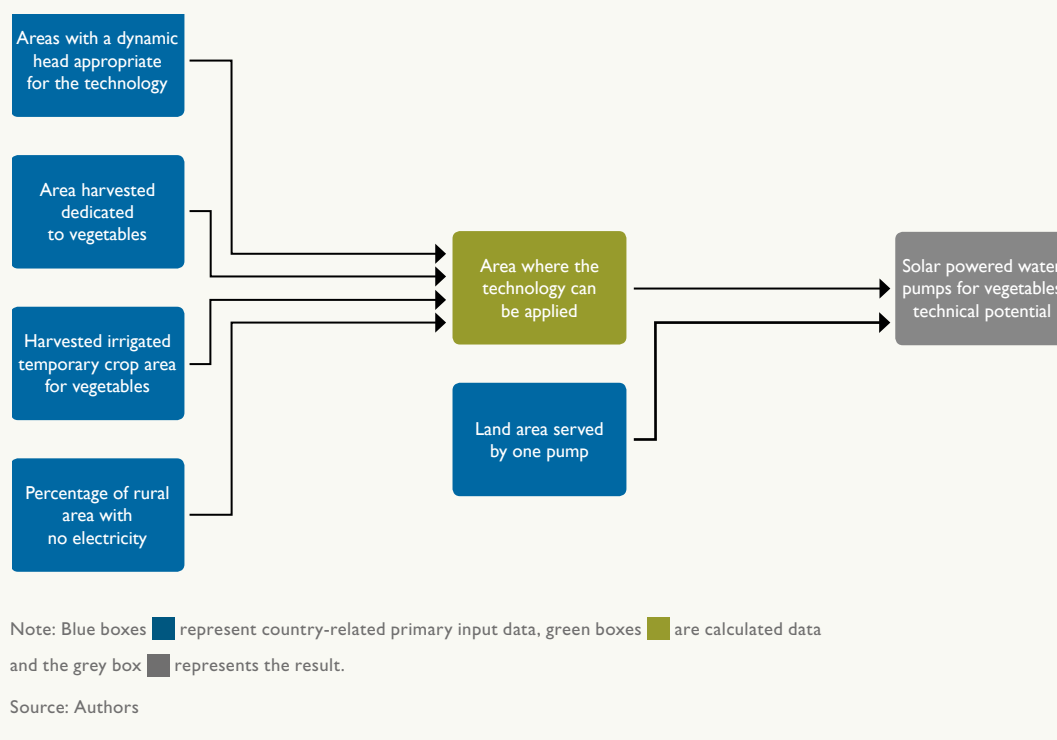 Areas with a dynamic
head appropriate
for the technology
Area harvested
dedicated
to vegetables
Harvested irrigated
temporary crop area
for vegetables
Percentage of rural
area with
no electricity
Area where the
technology can
be applied
Land area served
by one pump
Solar powered water
pumps for vegetables
technical potential
Note: Blue boxes represent country-related primary input data, green boxes are calculated data
and the grey box represents the result.
Source: Authors